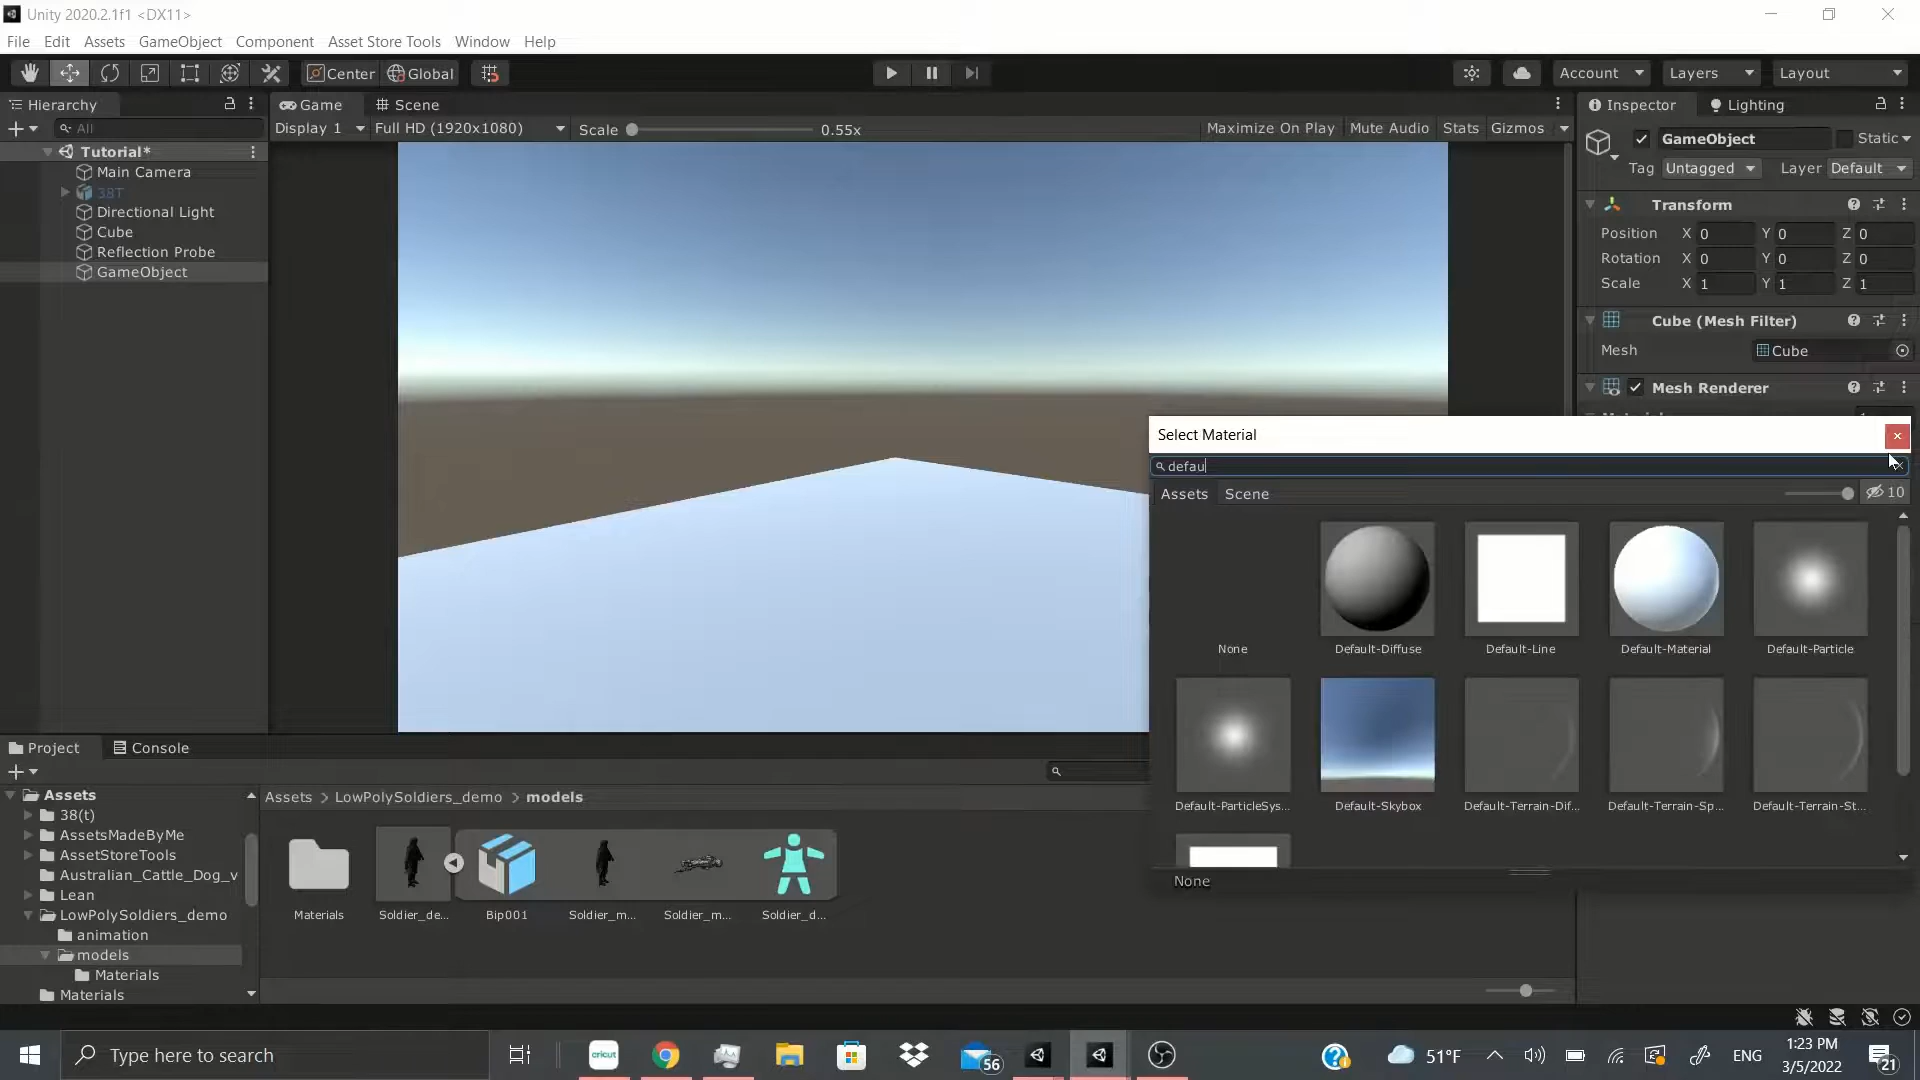 Unity 2020.2.1f1 <DX11>
File Edit Assets GameObject Component Asset Store Tools Window Help
Center Global
Account Layers Layout
Hierarchy
All
Tutorial*
Main Camera
38T
Directional Light
Cube
Reflection Probe
GameObject
Game Scene
Display 1 Full HD (1920x1080) Scale 0.55x Maximize On Play Mute Audio Stats Gizmos
Inspector Lighting
GameObject Static
Tag Untagged Layer Default
Transform
Position X 0 Y 0 Z 0
Rotation X 0 Y 0 Z 0
Scale X 1 Y 1 Z 1
Cube (Mesh Filter)
Mesh Cube
Mesh Renderer
Select Material
defau
Assets Scene 10
None Default-Diffuse Default-Line Default-Material Default-Particle
Default-ParticleSys... Default-Skybox Default-Terrain-Dif... Default-Terrain-Sp... Default-Terrain-St...
None
Project Console
Assets
38(t)
AssetsMadeByMe
AssetStoreTools
Australian_Cattle_Dog_v
Lean
LowPolySoldiers_demo
animation
models
Materials
Materials
Assets > LowPolySoldiers_demo > models
Materials Soldier_de... Bip001 Soldier_m... Soldier_m... Soldier_d...
Type here to search
cricut
56
51°F
ENG
1:23 PM
3/5/2022
21